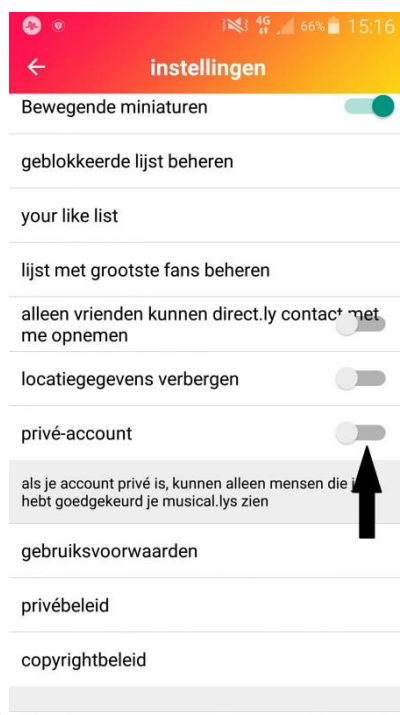 4G 66% 15:16
instellingen
Bewegende miniaturen
geblokkeerde lijst beheren
your like list
lijst met grootste fans beheren
alleen vrienden kunnen direct.ly contact met
me opnemen
locatiegegevens verbergen
privé-account
als je account privé is, kunnen alleen mensen die
hebt goedgekeurd je musical.lys zien
gebruiksvoorwaarden
privébeleid
copyrightbeleid